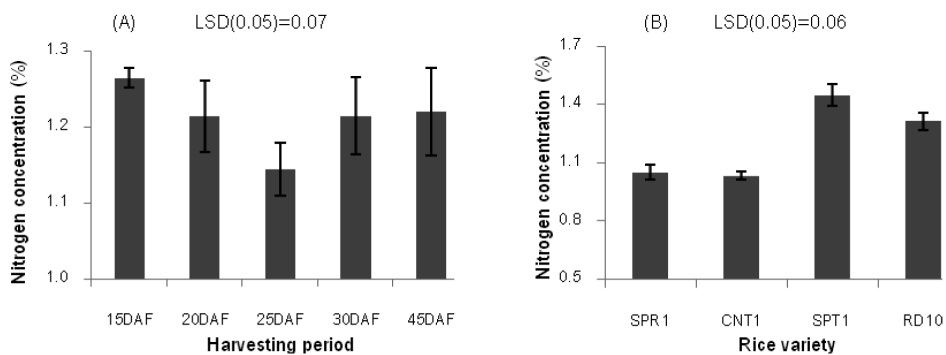 (A) LSD(0.05)=0.07
Nitrogen concentration (%)
1.3
1.2
1.1
1.0
15DAF 20DAF 25DAF 30DAF 45DAF
Harvesting period
(B) LSD(0.05)=0.06
Nitrogen concentration (%)
1.7
1.4
1.1
0.8
0.5
SPR1 CNT1 SPT1 RD10
Rice variety